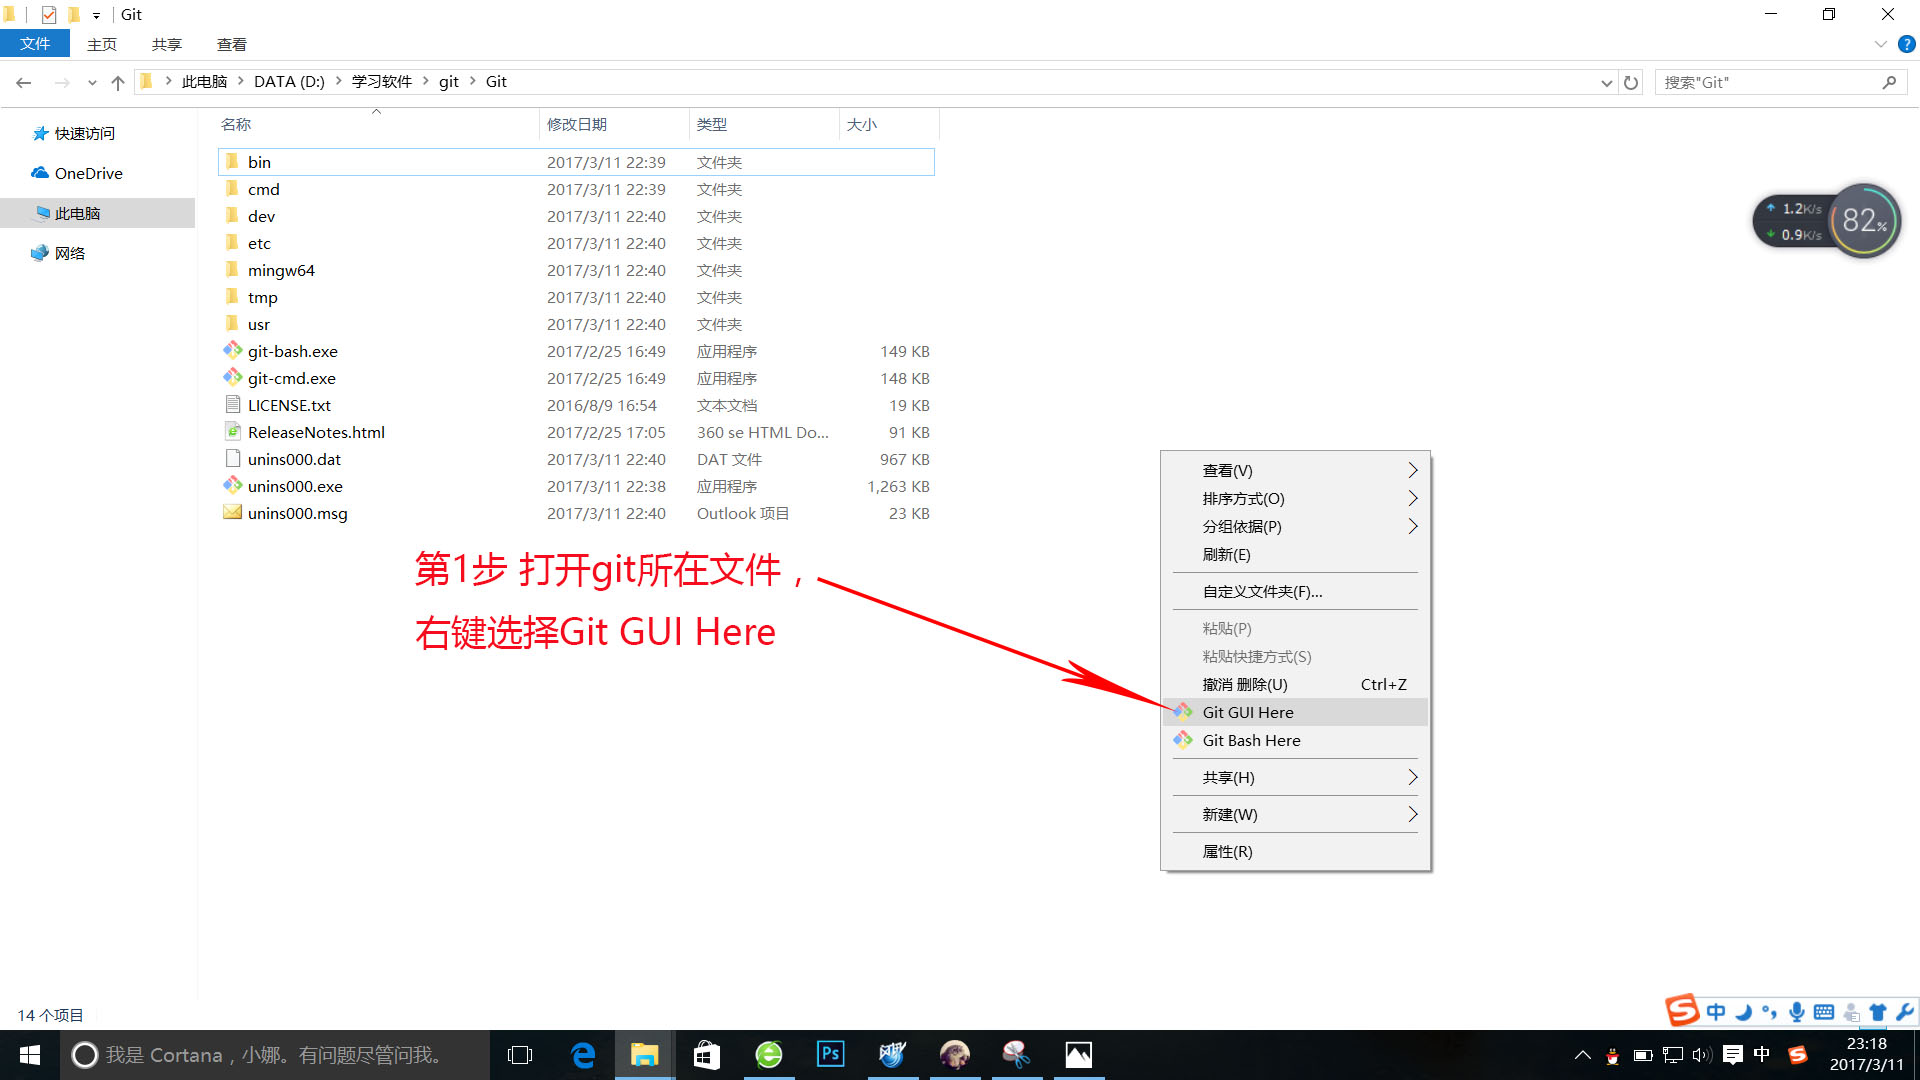 Git
文件 主页 共享 查看
此电脑 DATA (D:) 学习软件 git Git
搜索"Git"
快速访问
OneDrive
此电脑
网络
名称 修改日期 类型 大小
bin 2017/3/11 22:39 文件夹
cmd 2017/3/11 22:39 文件夹
dev 2017/3/11 22:40 文件夹
etc 2017/3/11 22:40 文件夹
mingw64 2017/3/11 22:40 文件夹
tmp 2017/3/11 22:40 文件夹
usr 2017/3/11 22:40 文件夹
git-bash.exe 2017/2/25 16:49 应用程序 149 KB
git-cmd.exe 2017/2/25 16:49 应用程序 148 KB
LICENSE.txt 2016/8/9 16:54 文本文档 19 KB
ReleaseNotes.html 2017/2/25 17:05 360 se HTML Do... 91 KB
unins000.dat 2017/3/11 22:40 DAT 文件 967 KB
unins000.exe 2017/3/11 22:38 应用程序 1,263 KB
unins000.msg 2017/3/11 22:40 Outlook 项目 23 KB
1.2K/s
0.9K/s
82%
第1步 打开git所在文件，
右键选择Git GUI Here
查看(V)
排序方式(O)
分组依据(P)
刷新(E)
自定义文件夹(F)...
粘贴(P)
粘贴快捷方式(S)
撤消 删除(U) Ctrl+Z
Git GUI Here
Git Bash Here
共享(H)
新建(W)
属性(R)
14 个项目
中
我是 Cortana，小娜。有问题尽管问我。
Ps
中
23:18
2017/3/11